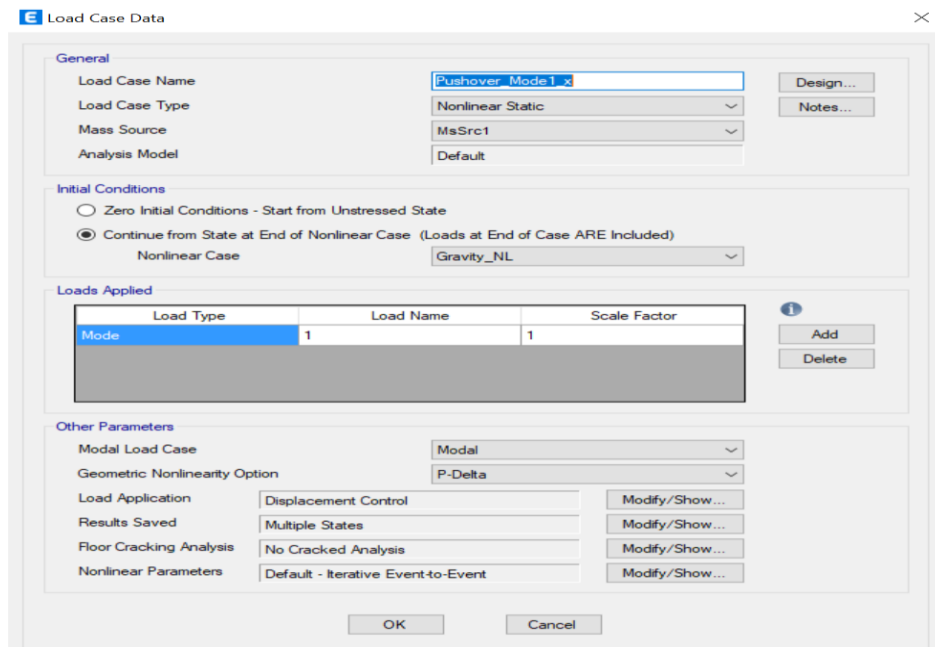 E Load Case Data
General
Load Case Name Pushover_Mode1_x Design...
Load Case Type Nonlinear Static Notes...
Mass Source MsSrc1
Analysis Model Default
Initial Conditions
Zero Initial Conditions - Start from Unstressed State
Continue from State at End of Nonlinear Case (Loads at End of Case ARE Included)
Nonlinear Case Gravity_NL
Loads Applied
Load Type Load Name Scale Factor
Mode 1 1
i
Add
Delete
Other Parameters
Modal Load Case Modal
Geometric Nonlinearity Option P-Delta
Load Application Displacement Control Modify/Show...
Results Saved Multiple States Modify/Show...
Floor Cracking Analysis No Cracked Analysis Modify/Show...
Nonlinear Parameters Default - Iterative Event-to-Event Modify/Show...
OK Cancel